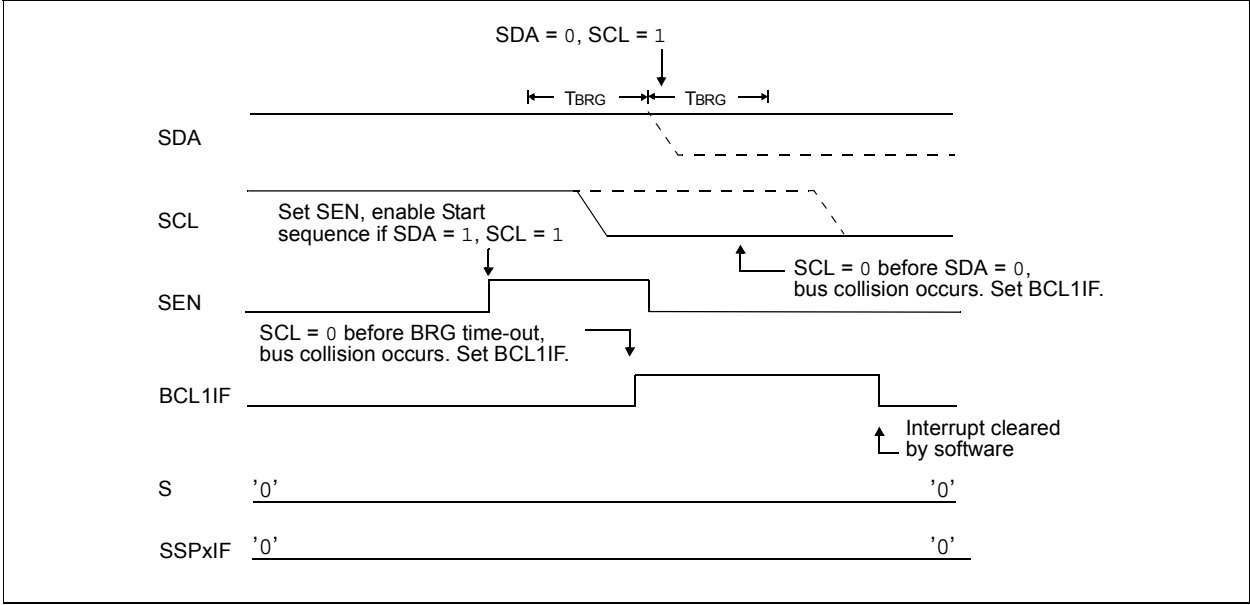 SDA = 0, SCL = 1
TBRG TBRG
SDA
SCL
Set SEN, enable Start
sequence if SDA = 1, SCL = 1
SCL = 0 before SDA = 0,
bus collision occurs. Set BCL1IF.
SEN
SCL = 0 before BRG time-out,
bus collision occurs. Set BCL1IF.
BCL1IF
Interrupt cleared
by software
S '0' '0'
SSPxIF '0' '0'